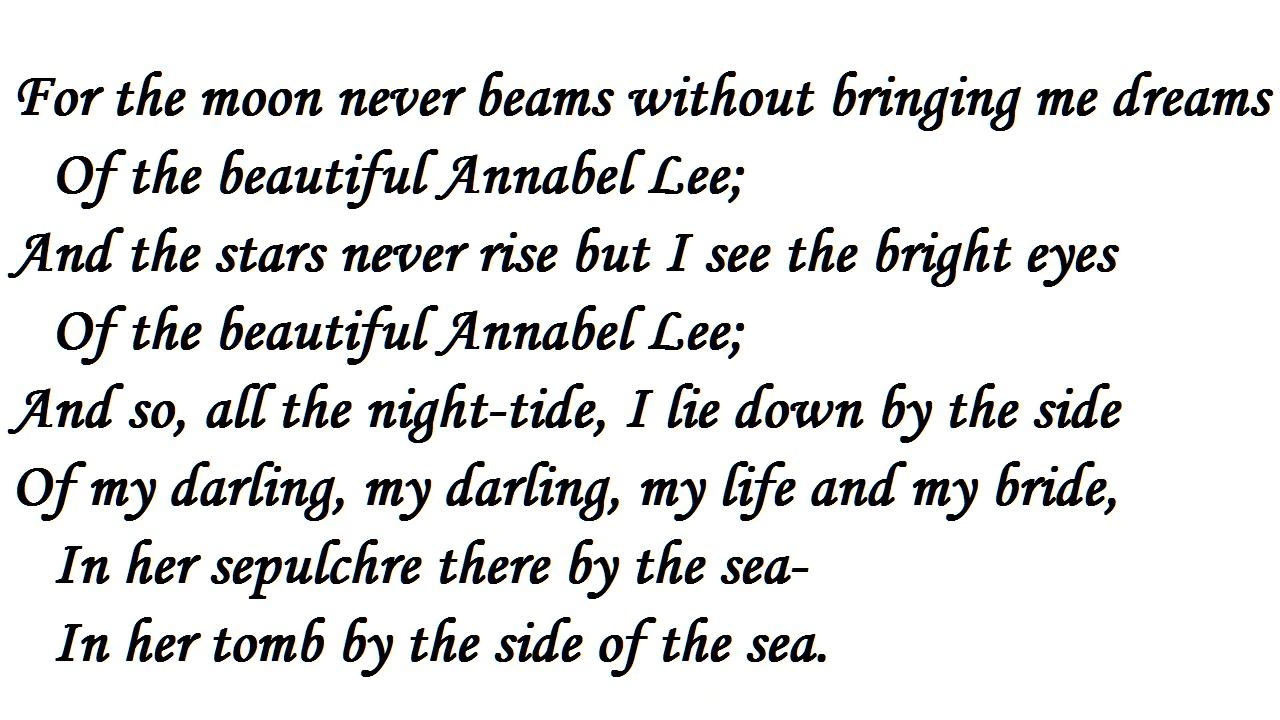 For the moon never beams without bringing me dreams
Of the beautiful Annabel Lee;
And the stars never rise but I see the bright eyes
Of the beautiful Annabel Lee;
And so, all the night-tide, I lie down by the side
Of my darling, my darling, my life and my bride,
In her sepulchre there by the sea-
In her tomb by the side of the sea.